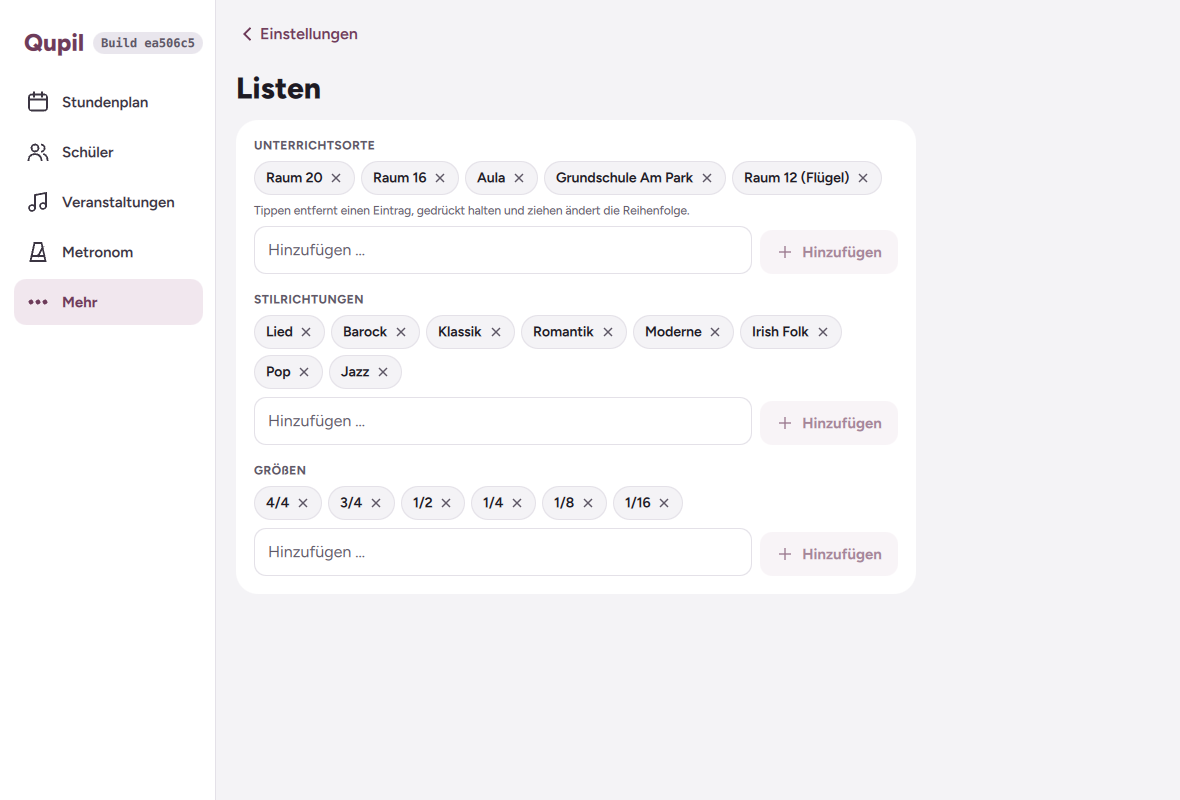 Qupil Build ea506c5
Stundenplan
Schüler
Veranstaltungen
Metronom
Mehr
Einstellungen
Listen
UNTERRICHTSORTE
Raum 20 Raum 16 Aula Grundschule Am Park Raum 12 (Flügel)
Tippen entfernt einen Eintrag, gedrückt halten und ziehen ändert die Reihenfolge.
Hinzufügen ... Hinzufügen
STILRICHTUNGEN
Lied Barock Klassik Romantik Moderne Irish Folk
Pop Jazz
Hinzufügen ... Hinzufügen
GRÖßEN
4/4 3/4 1/2 1/4 1/8 1/16
Hinzufügen ... Hinzufügen